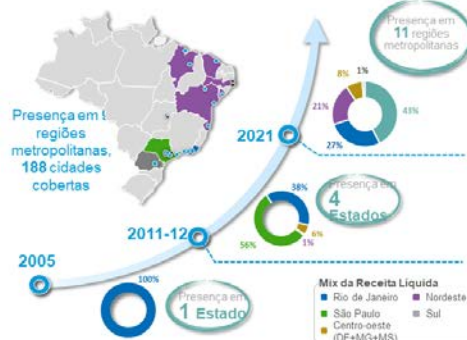 Presença em
11 regiões
metropolitanas
Presença em 9
regiões
metropolitanas,
188 cidades
cobertas
8%
1%
21%
43%
27%
2021
38%
Presença em
4
Estados
2011-12
56%
6%
1%
2005
100%
Presença em
1 Estado
Mix da Receita Líquida
Rio de Janeiro
Nordeste
São Paulo
Sul
Centro-oeste
(DF+MG+MS)